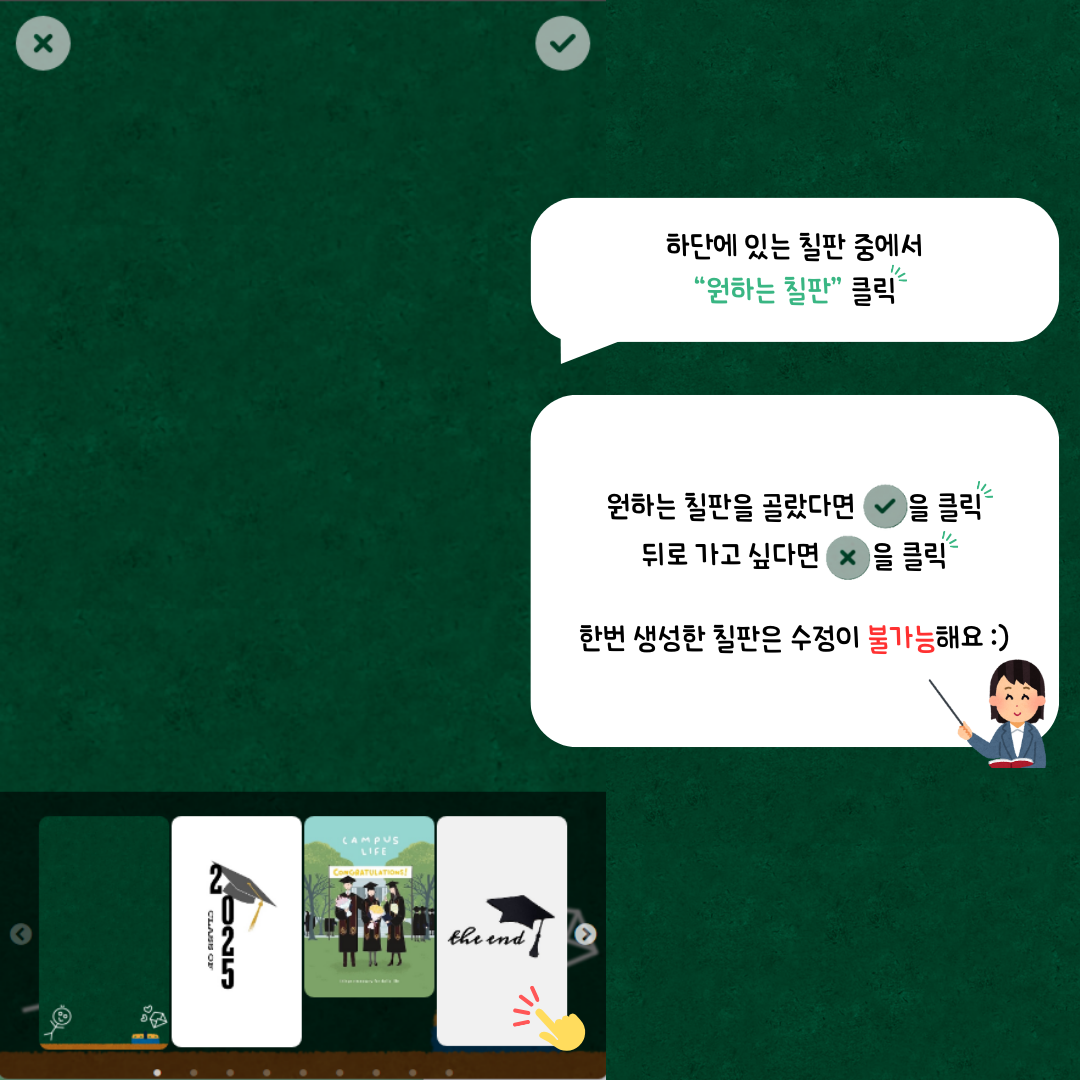 하단에 있는 칠판 중에서
“원하는 칠판” 클릭
원하는 칠판을 골랐다면 을 클릭
뒤로 가고 싶다면 을 클릭
한번 생성한 칠판은 수정이 불가능해요 :)
2025
CLASS OF
CAMPUS
LIFE
CONGRATULATIONS!
the end